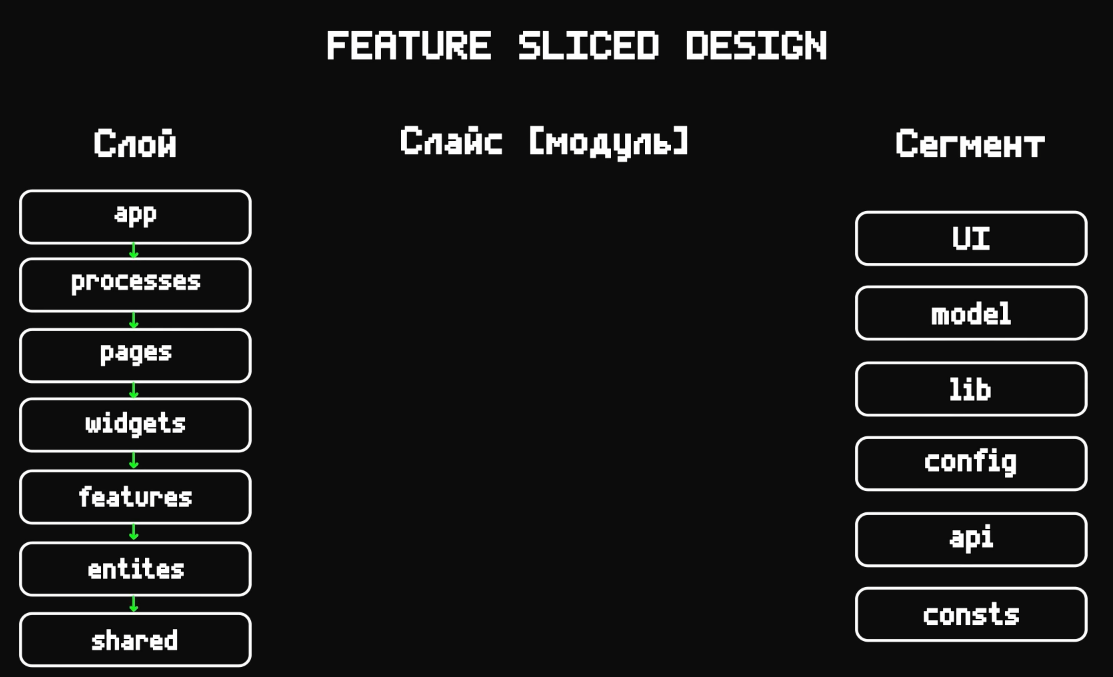 FEATURE SLICED DESIGN
Слой
Слайс [модуль]
Сегмент
app
processes
pages
widgets
features
entites
shared
UI
model
lib
config
api
consts